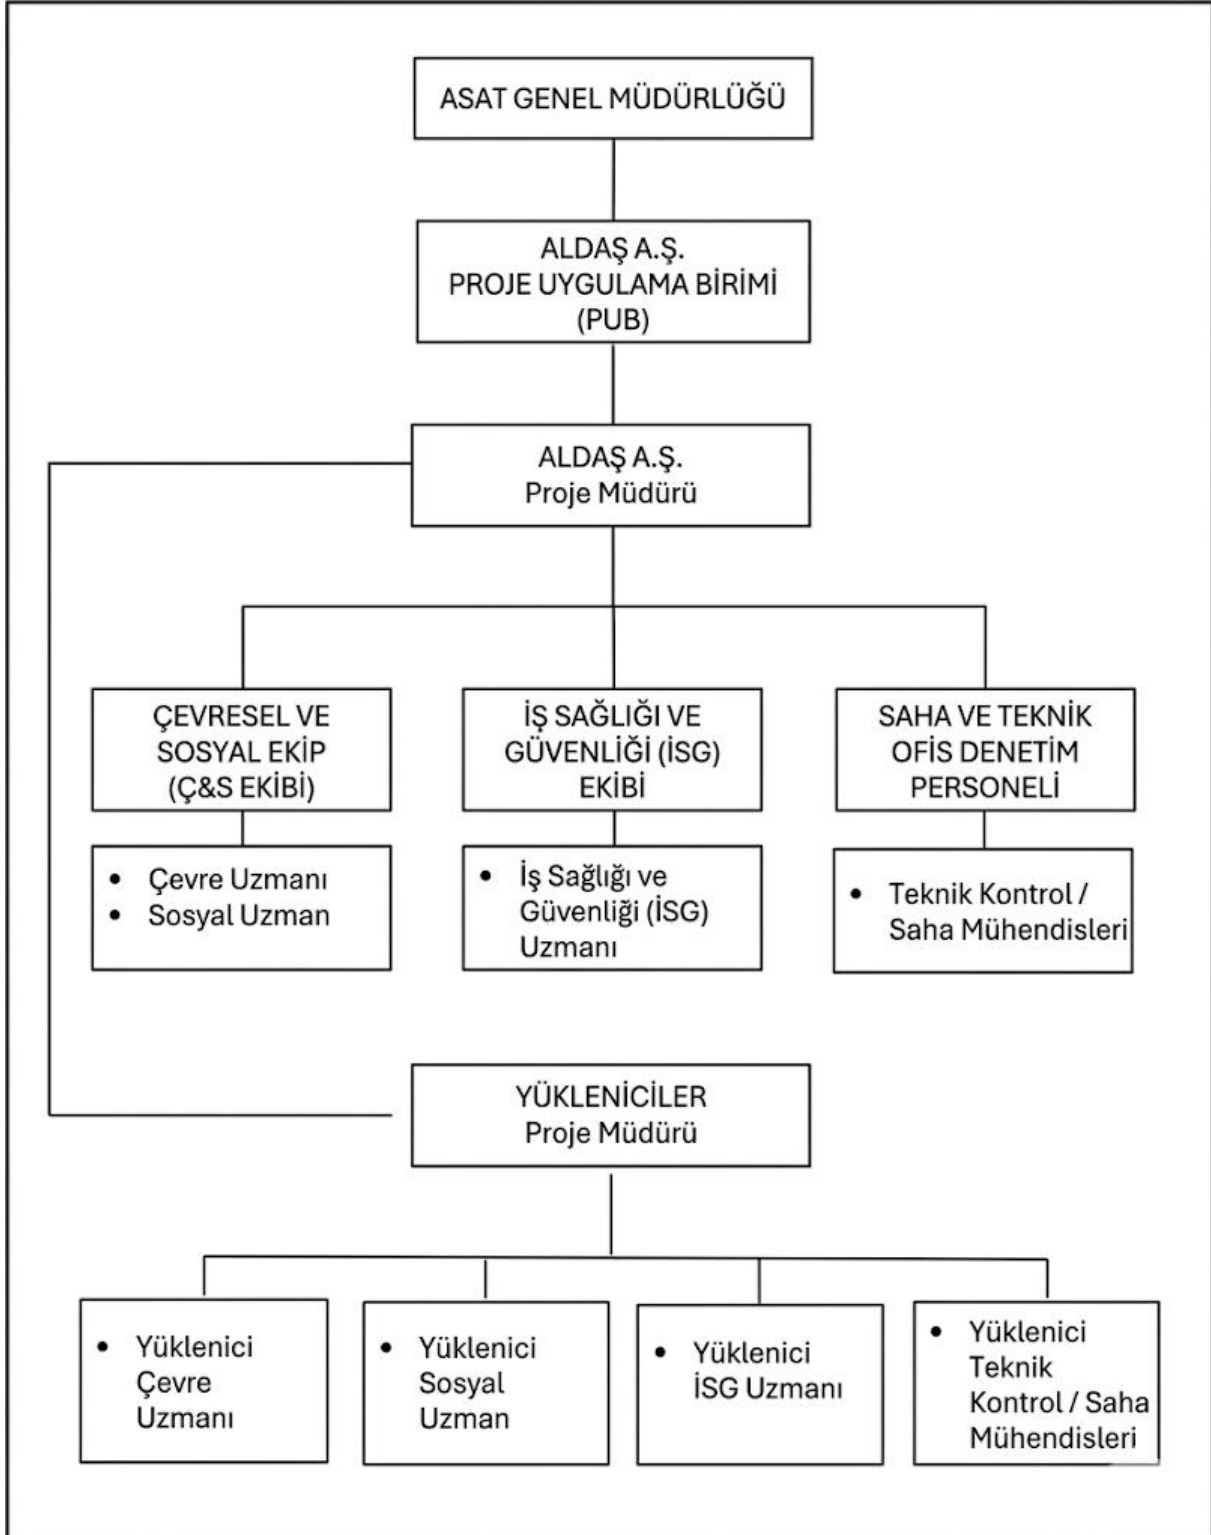 ASAT GENEL MÜDÜRLÜĞÜ
ALDAŞ A.Ş.
PROJE UYGULAMA BİRİMİ
(PUB)
ALDAŞ A.Ş.
Proje Müdürü
ÇEVRESEL VE
SOSYAL EKİP
(Ç&S EKİBİ)
İŞ SAĞLIĞI VE
GÜVENLİĞİ (İSG)
EKİBİ
SAHA VE TEKNİK
OFİS DENETİM
PERSONELİ
• Çevre Uzmanı
• Sosyal Uzman
• İş Sağlığı ve
Güvenliği (İSG)
Uzmanı
• Teknik Kontrol /
Saha Mühendisleri
YÜKLENİCİLER
Proje Müdürü
• Yüklenici
Çevre
Uzmanı
• Yüklenici
Sosyal
Uzman
• Yüklenici
İSG Uzmanı
• Yüklenici
Teknik
Kontrol / Saha
Mühendisleri